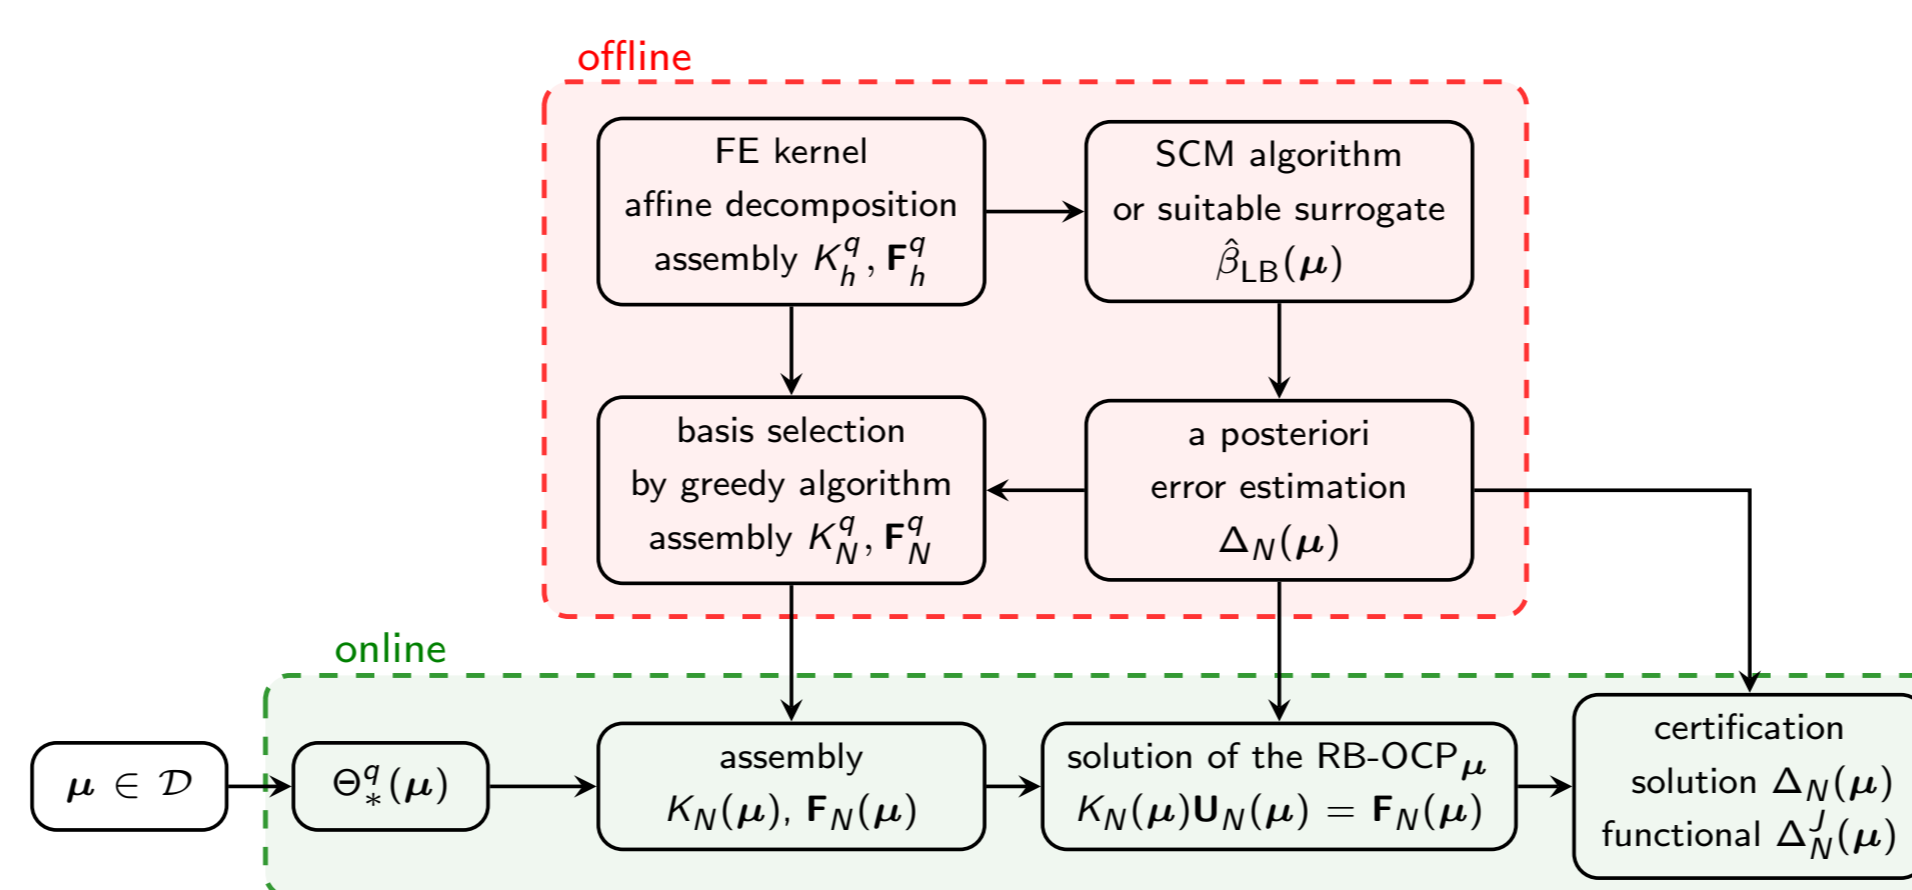 offline
FE kernel
affine decomposition
assembly $K_h^q$, $\mathbf{F}_h^q$
SCM algorithm
or suitable surrogate
$\hat{\beta}_{\mathsf{LB}}(\boldsymbol{\mu})$
basis selection
by greedy algorithm
assembly $K_N^q$, $\mathbf{F}_N^q$
a posteriori
error estimation
$\Delta_N(\boldsymbol{\mu})$
online
$\boldsymbol{\mu} \in \mathcal{D}$
$\Theta_*^q(\boldsymbol{\mu})$
assembly
$K_N(\boldsymbol{\mu})$, $\mathbf{F}_N(\boldsymbol{\mu})$
solution of the RB-OCP$_{\boldsymbol{\mu}}$
$K_N(\boldsymbol{\mu})\mathbf{U}_N(\boldsymbol{\mu}) = \mathbf{F}_N(\boldsymbol{\mu})$
certification
solution $\Delta_N(\boldsymbol{\mu})$
functional $\Delta_N^J(\boldsymbol{\mu})$